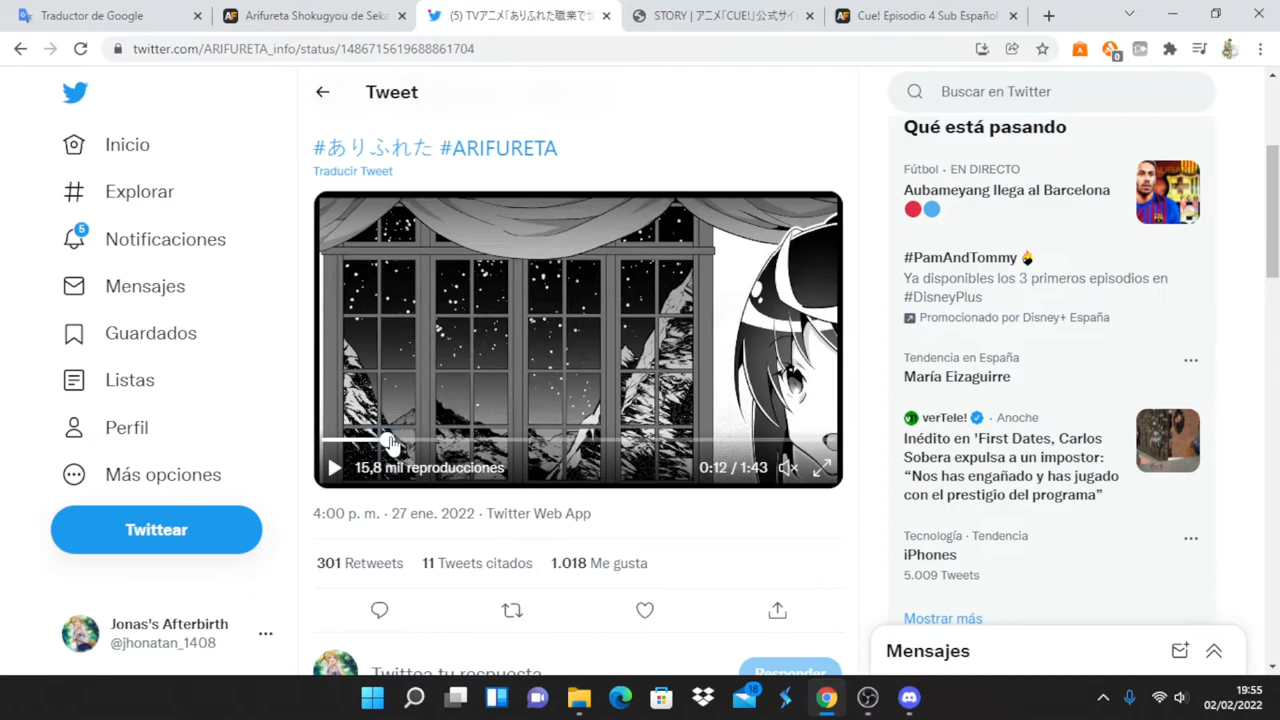 Traductor de Google
Arifureta Shokugyou de Seka
(5) TVアニメ「ありふれた職業で世
STORY | アニメ「CUE!」公式サイ
Cue! Episodio 4 Sub Español
twitter.com/ARIFURETA_info/status/1486715619688861704
0
Inicio
Explorar
5
Notificaciones
Mensajes
Guardados
Listas
Perfil
Más opciones
Twittear
Jonas's Afterbirth
@jhonatan_1408
Tweet
#ありふれた #ARIFURETA
Traducir Tweet
15,8 mil reproducciones
0:12 / 1:43
4:00 p. m. · 27 ene. 2022 · Twitter Web App
301 Retweets 11 Tweets citados 1.018 Me gusta
Twittea tu respuesta
Responder
Buscar en Twitter
Qué está pasando
Fútbol · EN DIRECTO
Aubameyang llega al Barcelona
#PamAndTommy
Ya disponibles los 3 primeros episodios en
#DisneyPlus
Promocionado por Disney+ España
Tendencia en España
María Eizaguirre
verTele! · Anoche
Inédito en 'First Dates, Carlos
Sobera expulsa a un impostor:
“Nos has engañado y has jugado
con el prestigio del programa”
Tecnología · Tendencia
iPhones
5.009 Tweets
Mostrar más
Mensajes
18
19:55
02/02/2022